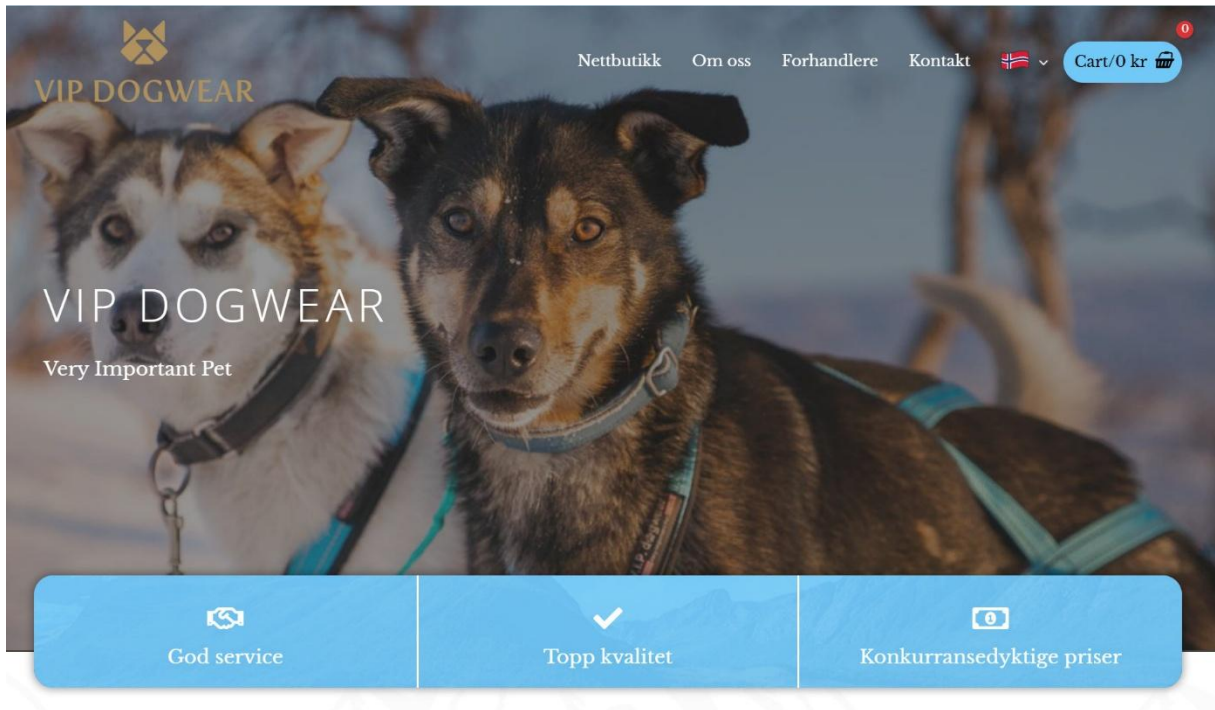 VIP DOGWEAR
Nettbutikk Om oss Forhandlere Kontakt Cart/0 kr 0
VIP DOGWEAR
Very Important Pet
God service Topp kvalitet Konkurransedyktige priser